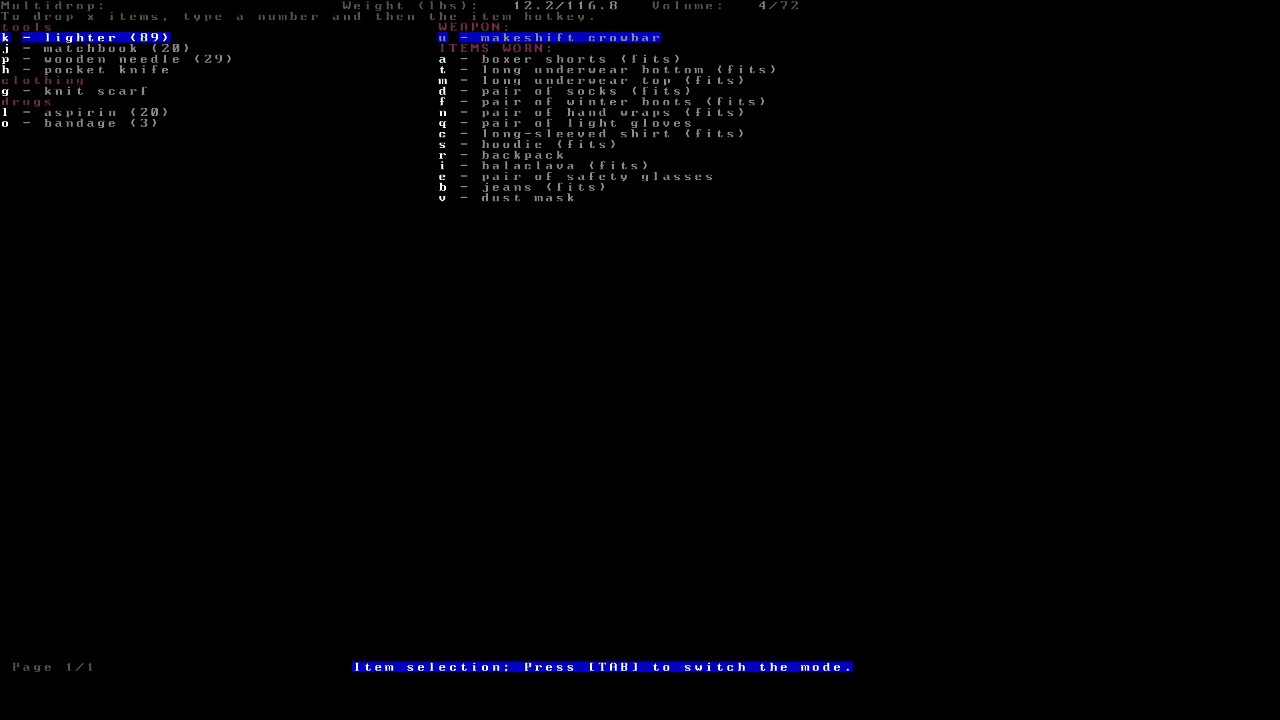 Multidrop: Weight (lbs): 12.2/116.8 Volume: 4/72
To drop x items, type a number and then the item hotkey.
tools
k - lighter (89)
j - matchbook (20)
p - wooden needle (29)
h - pocket knife
clothing
g - knit scarf
drugs
l - aspirin (20)
o - bandage (3)
WEAPON:
u - makeshift crowbar
ITEMS WORN:
a - boxer shorts (fits)
t - long underwear bottom (fits)
m - long underwear top (fits)
d - pair of socks (fits)
f - pair of winter boots (fits)
n - pair of hand wraps (fits)
q - pair of light gloves
c - long-sleeved shirt (fits)
s - hoodie (fits)
r - backpack
i - balaclava (fits)
e - pair of safety glasses
b - jeans (fits)
v - dust mask
Page 1/1
Item selection; Press [TAB] to switch the mode.